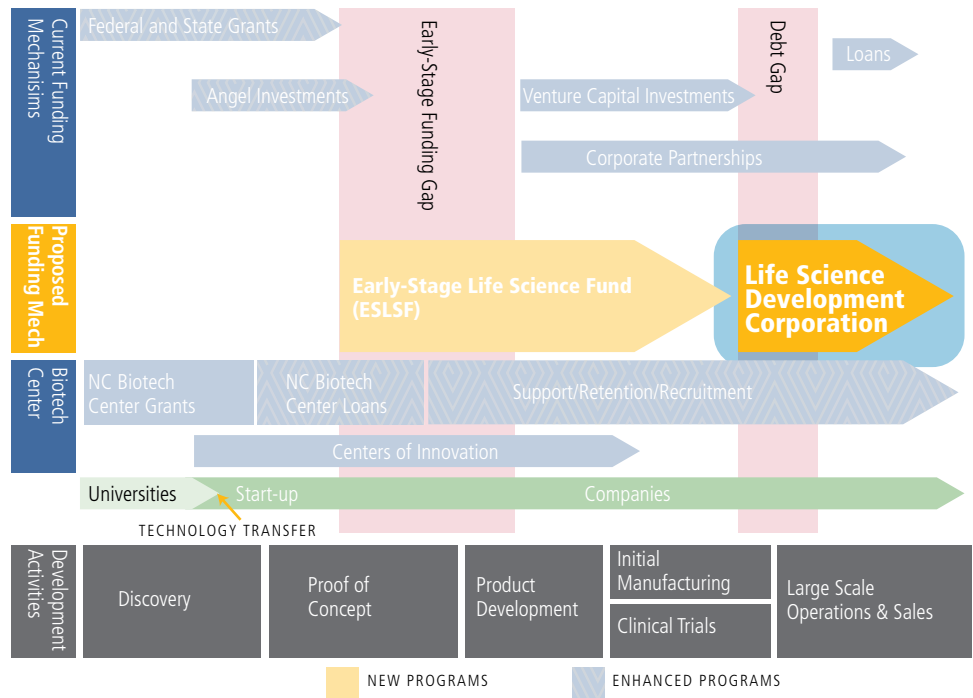 Current Funding
Mechanisims
Federal and State Grants
Angel Investments
Early-Stage Funding Gap
Venture Capital Investments
Corporate Partnerships
Debt Gap
Loans
Proposed
Funding Mech
Early-Stage Life Science Fund
(ESLSF)
Life Science
Development
Corporation
Biotech
Center
NC Biotech
Center Grants
NC Biotech
Center Loans
Support/Retention/Recruitment
Centers of Innovation
Universities
Start-up
Companies
TECHNOLOGY TRANSFER
Development
Activities
Discovery
Proof of
Concept
Product
Development
Initial
Manufacturing
Clinical Trials
Large Scale
Operations & Sales
NEW PROGRAMS
ENHANCED PROGRAMS